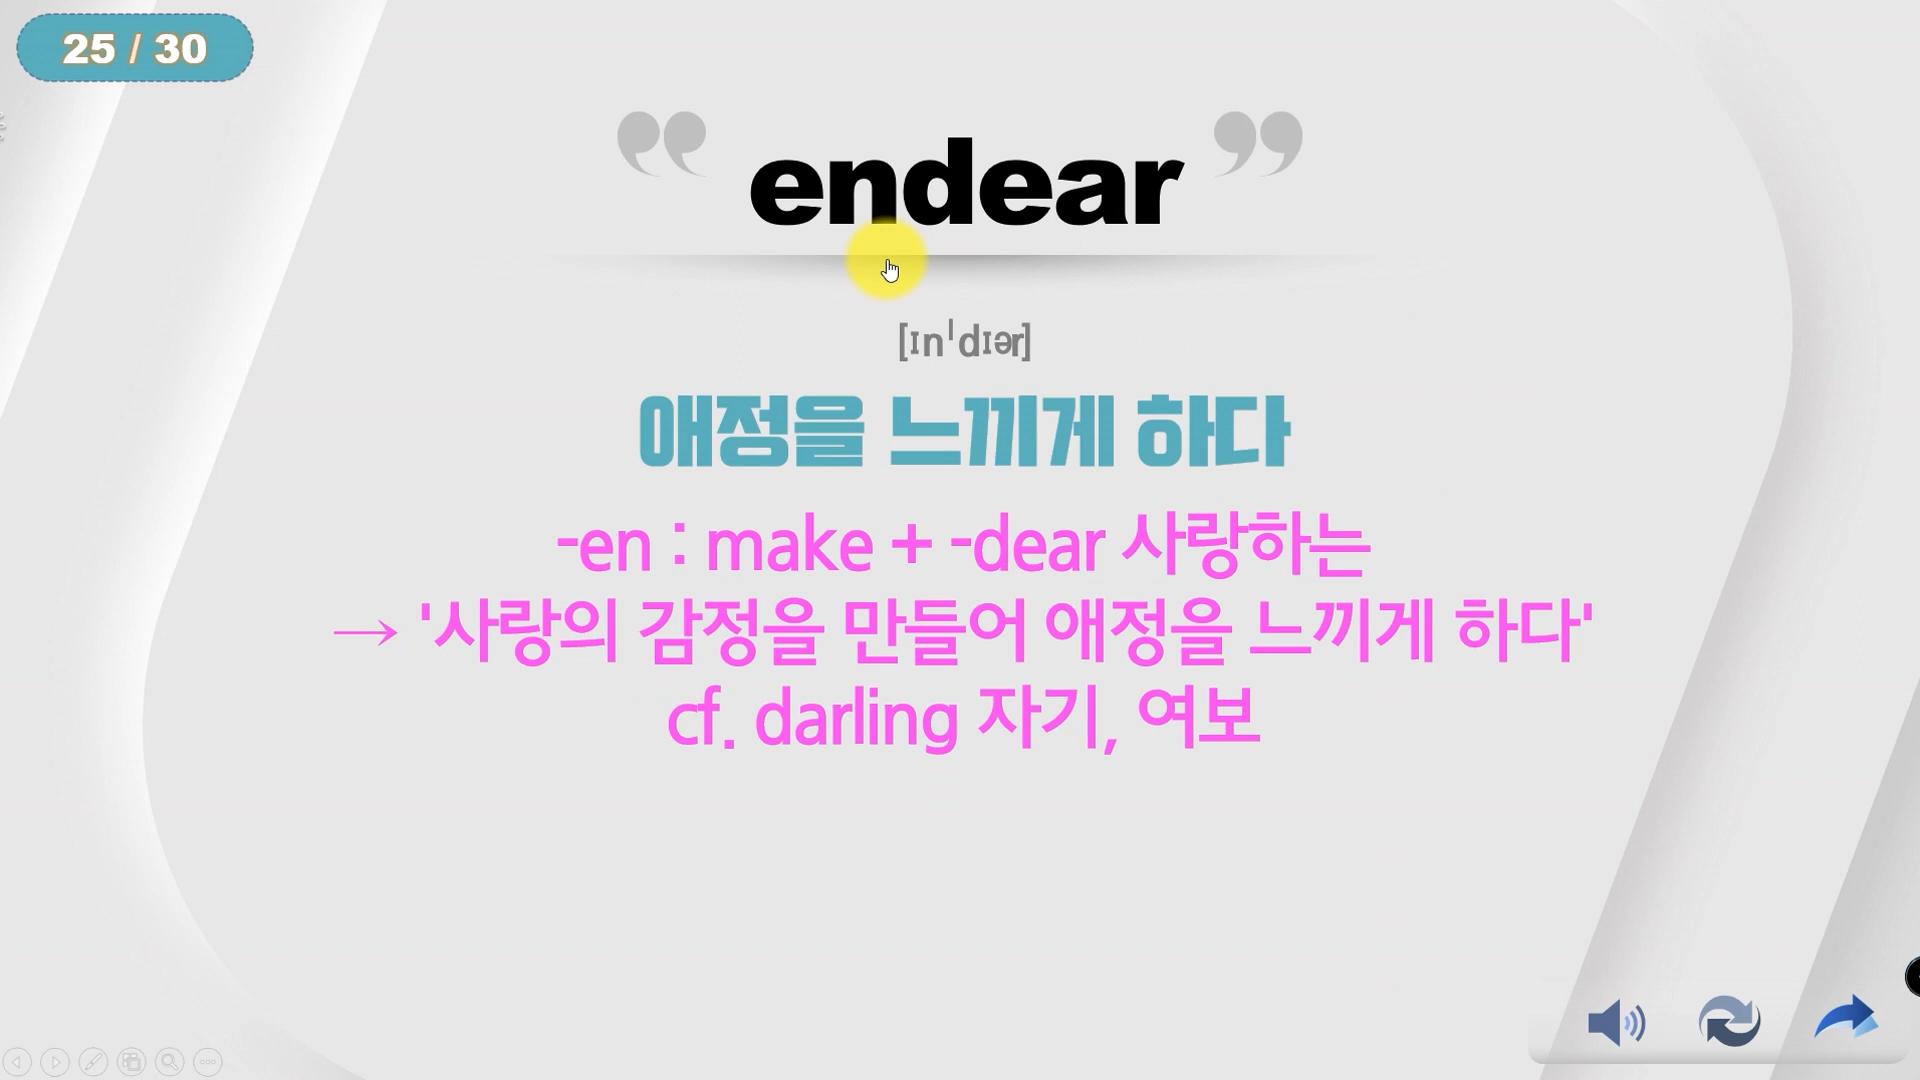 25 / 30
“ endear ”
[ɪnˈdɪər]
애정을 느끼게 하다
-en : make + -dear 사랑하는
→ '사랑의 감정을 만들어 애정을 느끼게 하다'
cf. darling 자기, 여보